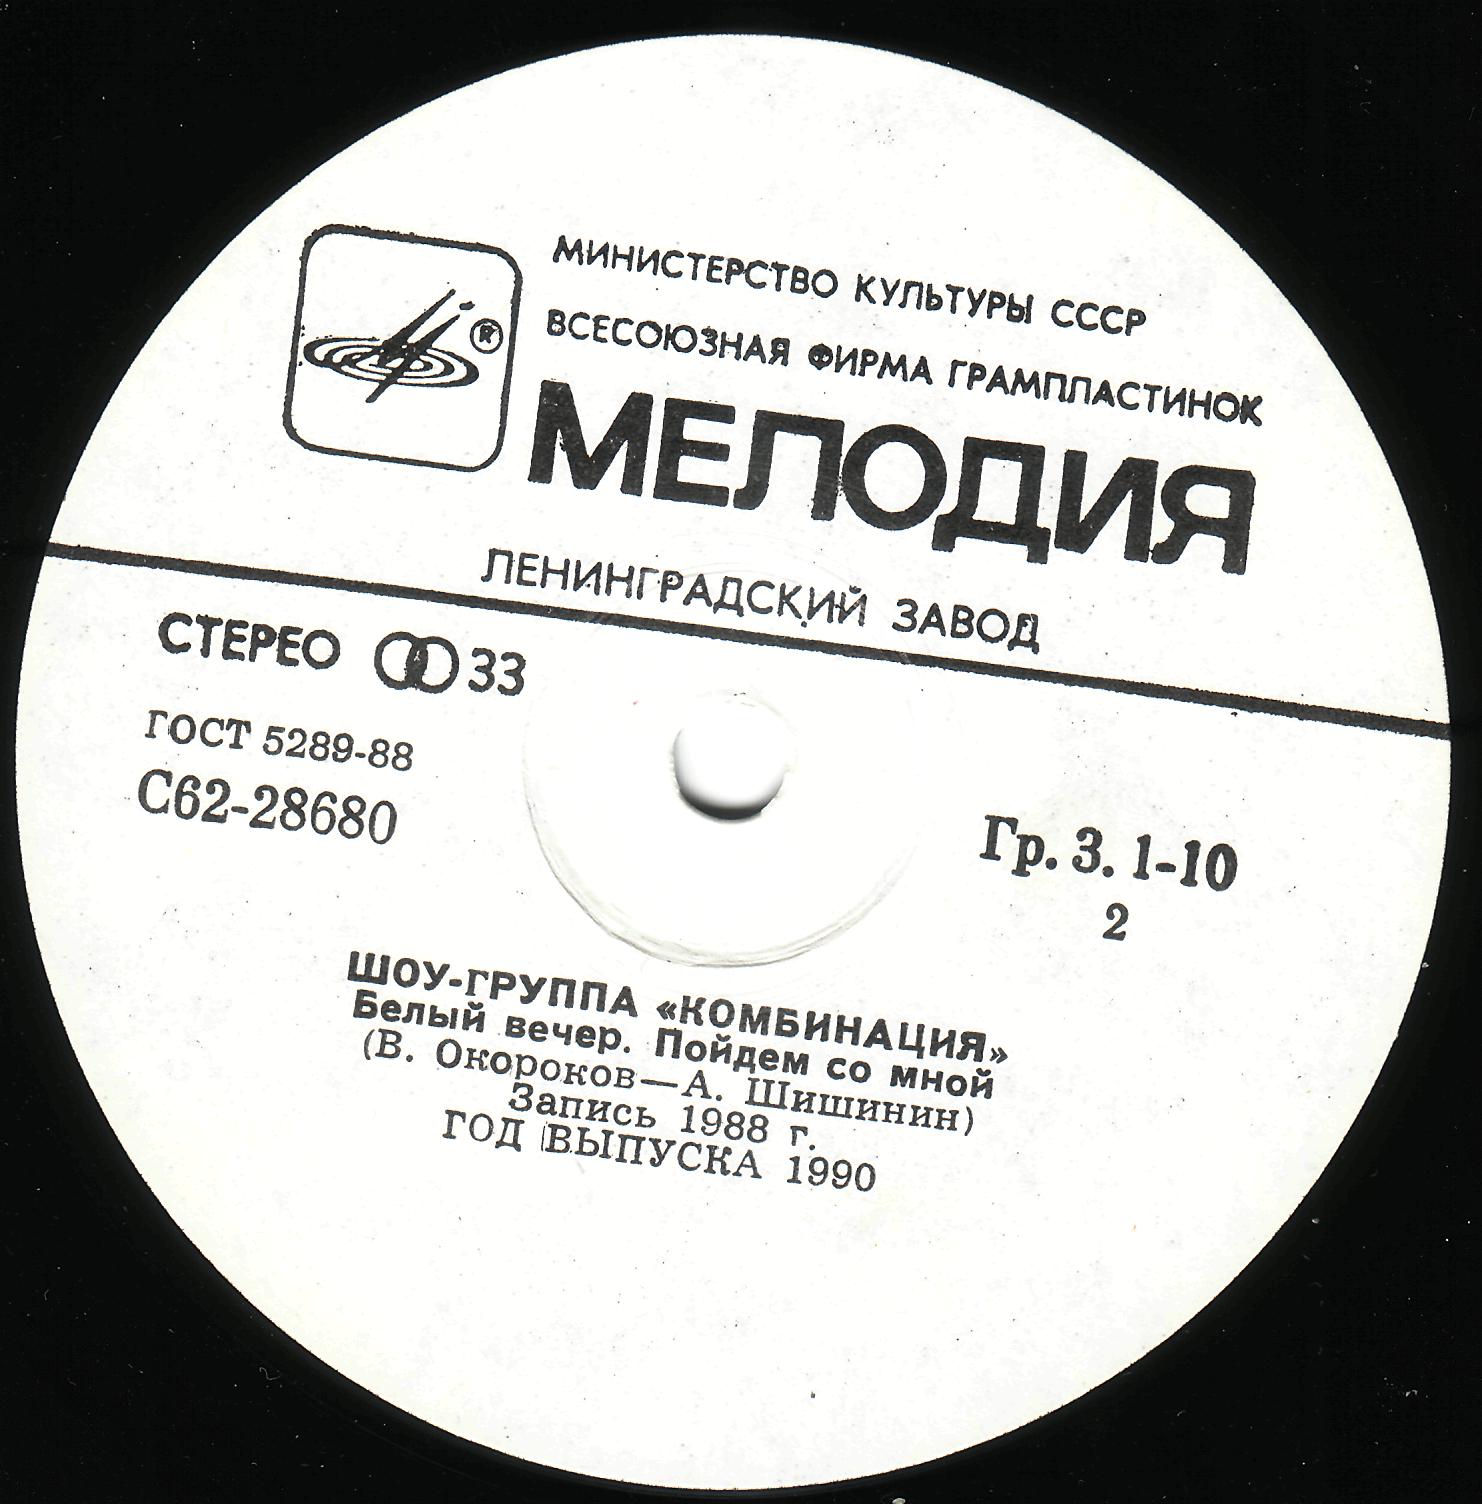 МИНИСТЕРСТВО КУЛЬТУРЫ СССР
ВСЕСОЮЗНАЯ ФИРМА ГРАМПЛАСТИНОК
®
МЕЛОДИЯ
ЛЕНИНГРАДСКИЙ ЗАВОД
СТЕРЕО 33
ГОСТ 5289-88
С62-28680
Гр. 3. 1-10
2
ШОУ-ГРУППА «КОМБИНАЦИЯ»
Белый вечер. Пойдем со мной
(В. Окороков—А. Шишинин)
Запись 1988 г.
ГОД ВЫПУСКА 1990